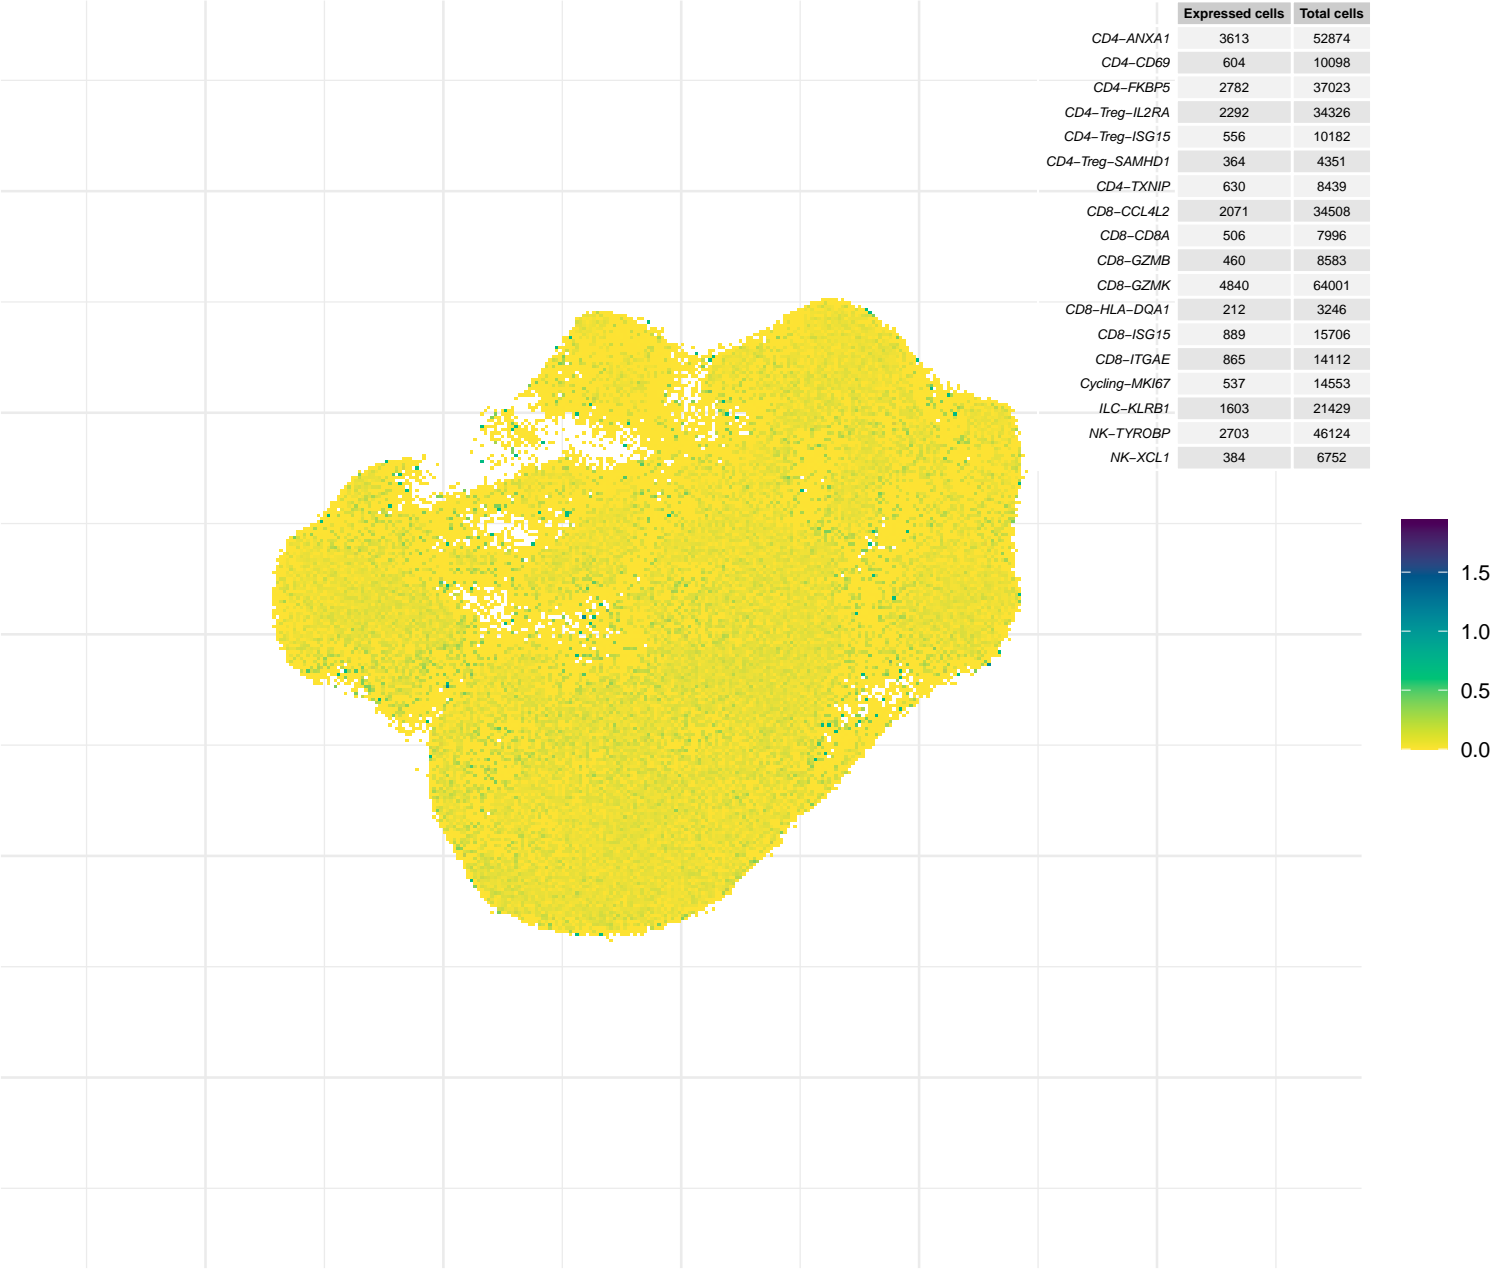 Expressed cells Total cells
CD4−ANXA1 3613 52874
CD4−CD69 604 10098
CD4−FKBP5 2782 37023
CD4−Treg−IL2RA 2292 34326
CD4−Treg−ISG15 556 10182
CD4−Treg−SAMHD1 364 4351
CD4−TXNIP 630 8439
CD8−CCL4L2 2071 34508
CD8−CD8A 506 7996
CD8−GZMB 460 8583
CD8−GZMK 4840 64001
CD8−HLA−DQA1 212 3246
CD8−ISG15 889 15706
CD8−ITGAE 865 14112
Cycling−MKI67 537 14553
ILC−KLRB1 1603 21429
NK−TYROBP 2703 46124
NK−XCL1 384 6752
1.5
1.0
0.5
0.0